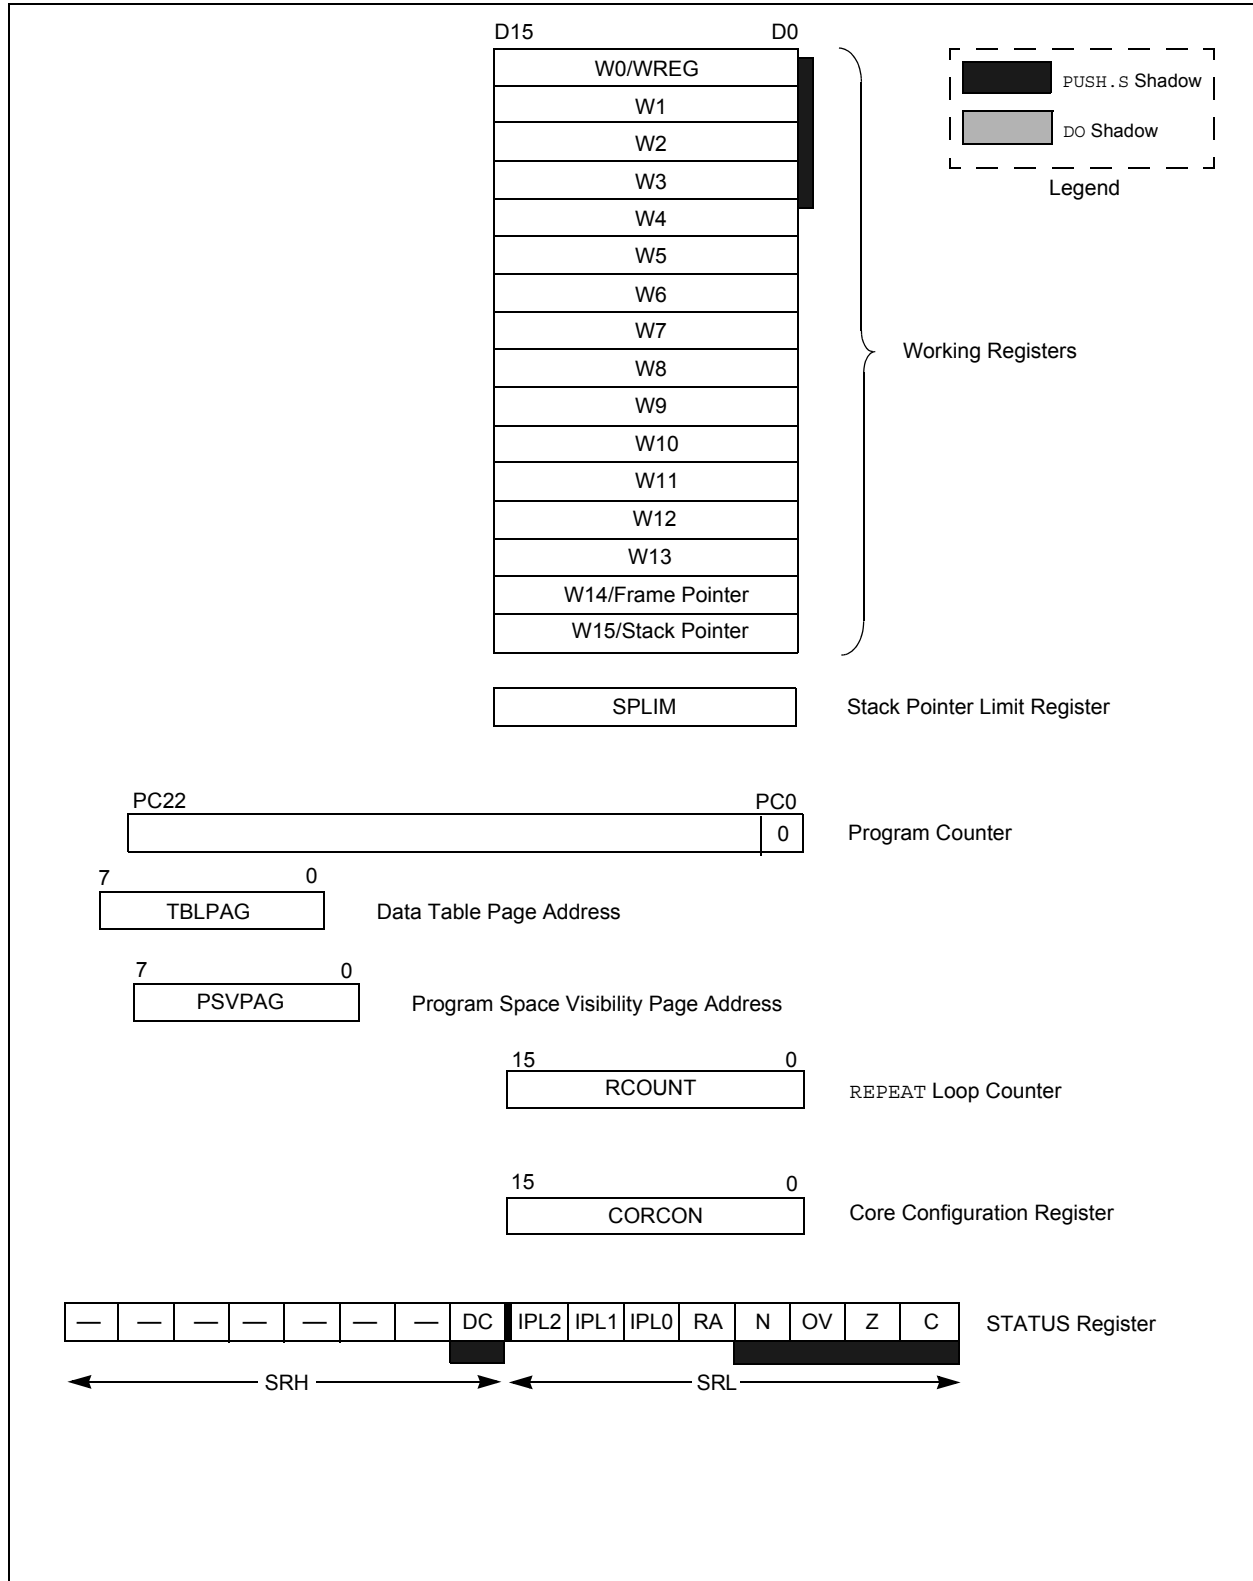 D15 D0
W0/WREG
W1
W2
W3
W4
W5
W6
W7
W8
W9
W10
W11
W12
W13
W14/Frame Pointer
W15/Stack Pointer
PUSH.S Shadow
DO Shadow
Legend
Working Registers
SPLIM Stack Pointer Limit Register
PC22 PC0
0 Program Counter
7 0
TBLPAG Data Table Page Address
7 0
PSVPAG Program Space Visibility Page Address
15 0
RCOUNT REPEAT Loop Counter
15 0
CORCON Core Configuration Register
— — — — — — — DC IPL2 IPL1 IPL0 RA N OV Z C STATUS Register
SRH SRL